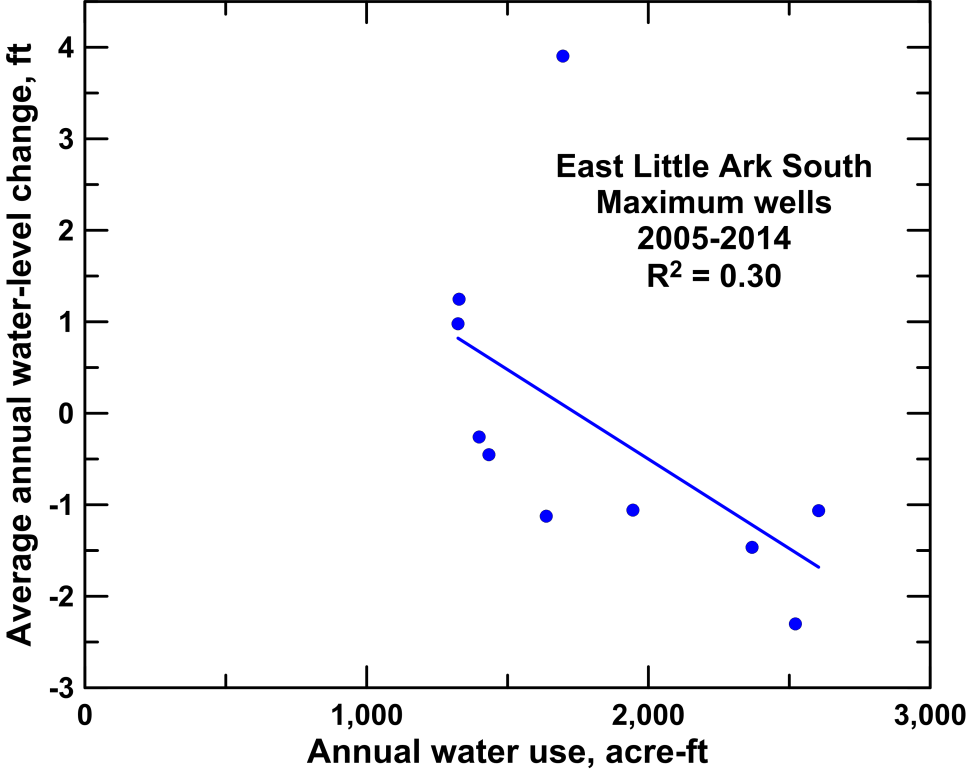 Average annual water-level change, ft
4
3
2
1
0
-1
-2
-3
East Little Ark South
Maximum wells
2005-2014
R² = 0.30
0 1,000 2,000 3,000
Annual water use, acre-ft